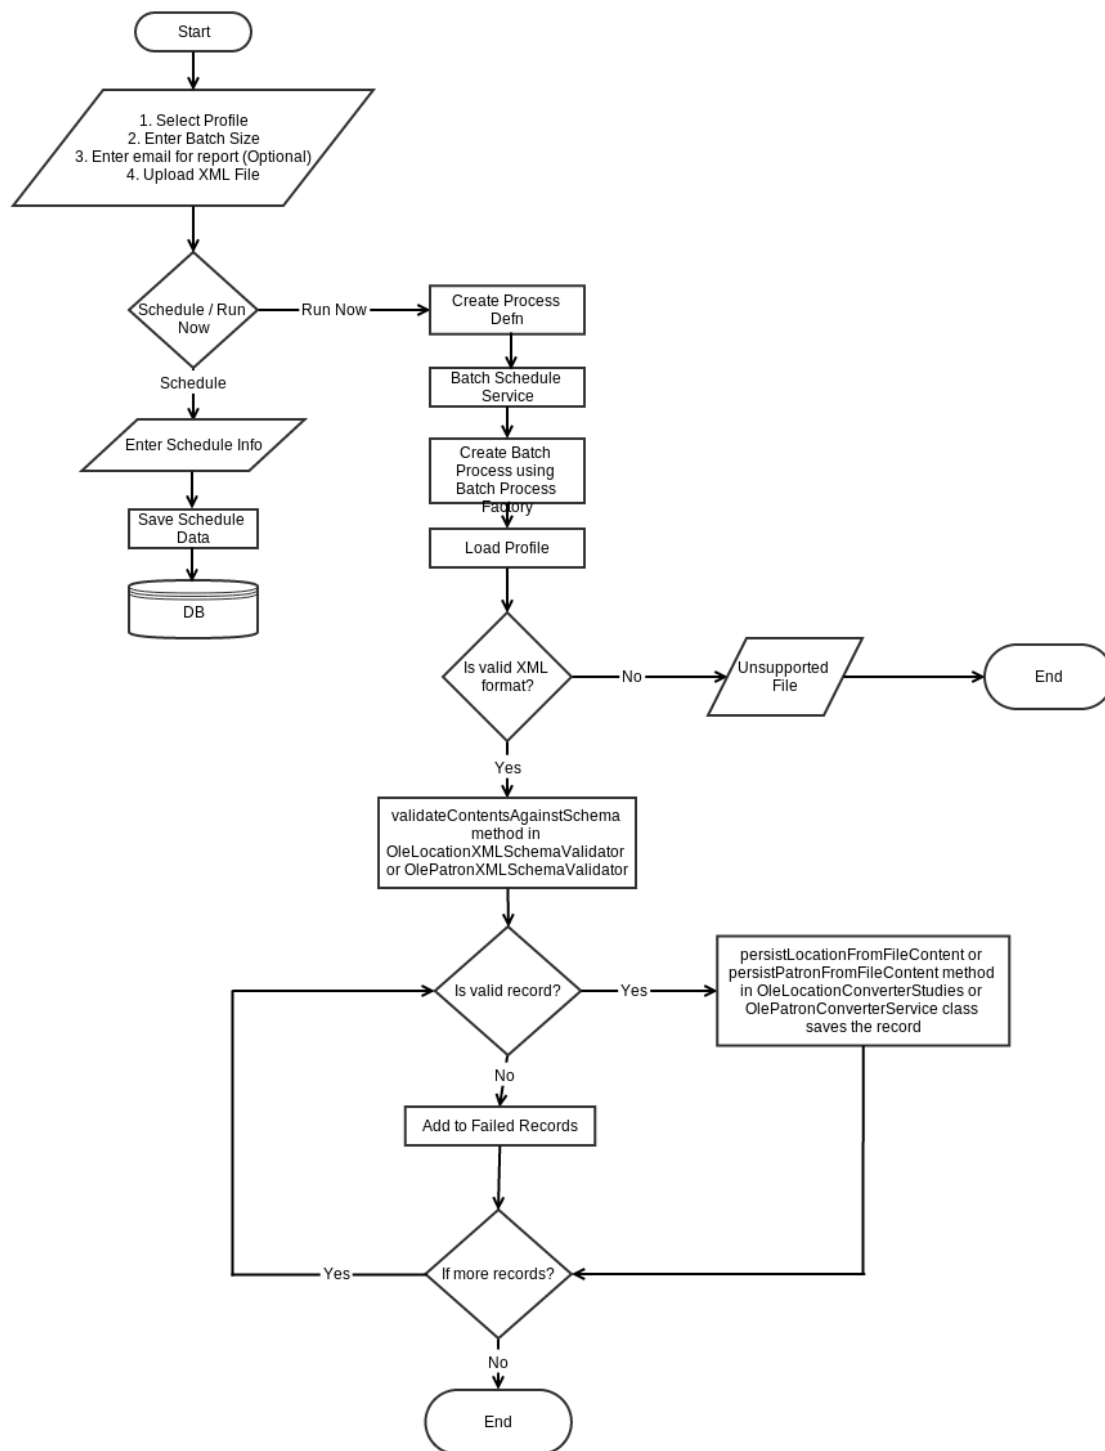 Start
1. Select Profile
2. Enter Batch Size
3. Enter email for report (Optional)
4. Upload XML File
Schedule / Run
Now
Run Now
Create Process
Defn
Schedule
Batch Schedule
Service
Enter Schedule Info
Create Batch
Process using
Batch Process
Factory
Save Schedule
Data
Load Profile
DB
Is valid XML
format?
No
Unsupported
File
End
Yes
validateContentsAgainstSchema
method in
OleLocationXMLSchemaValidator
or OlePatronXMLSchemaValidator
Is valid record?
Yes
persistLocationFromFileContent or
persistPatronFromFileContent method
in OleLocationConverterStudies or
OlePatronConverterService class
saves the record
No
Add to Failed Records
If more records?
Yes
No
End